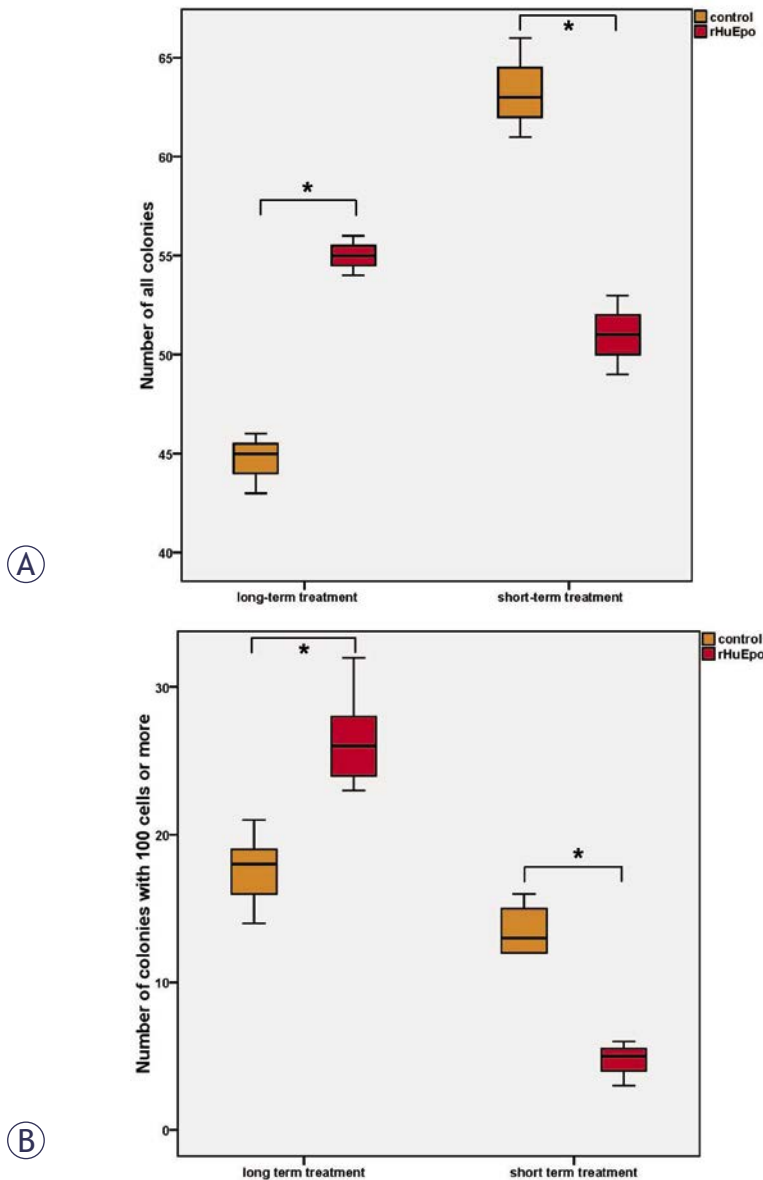 control
rHuEpo
Number of all colonies
65
60
55
50
45
40
*
*
long-term treatment
short-term treatment
A
control
rHuEpo
Number of colonies with 100 cells or more
30
20
10
0
*
*
long term treatment
short term treatment
B